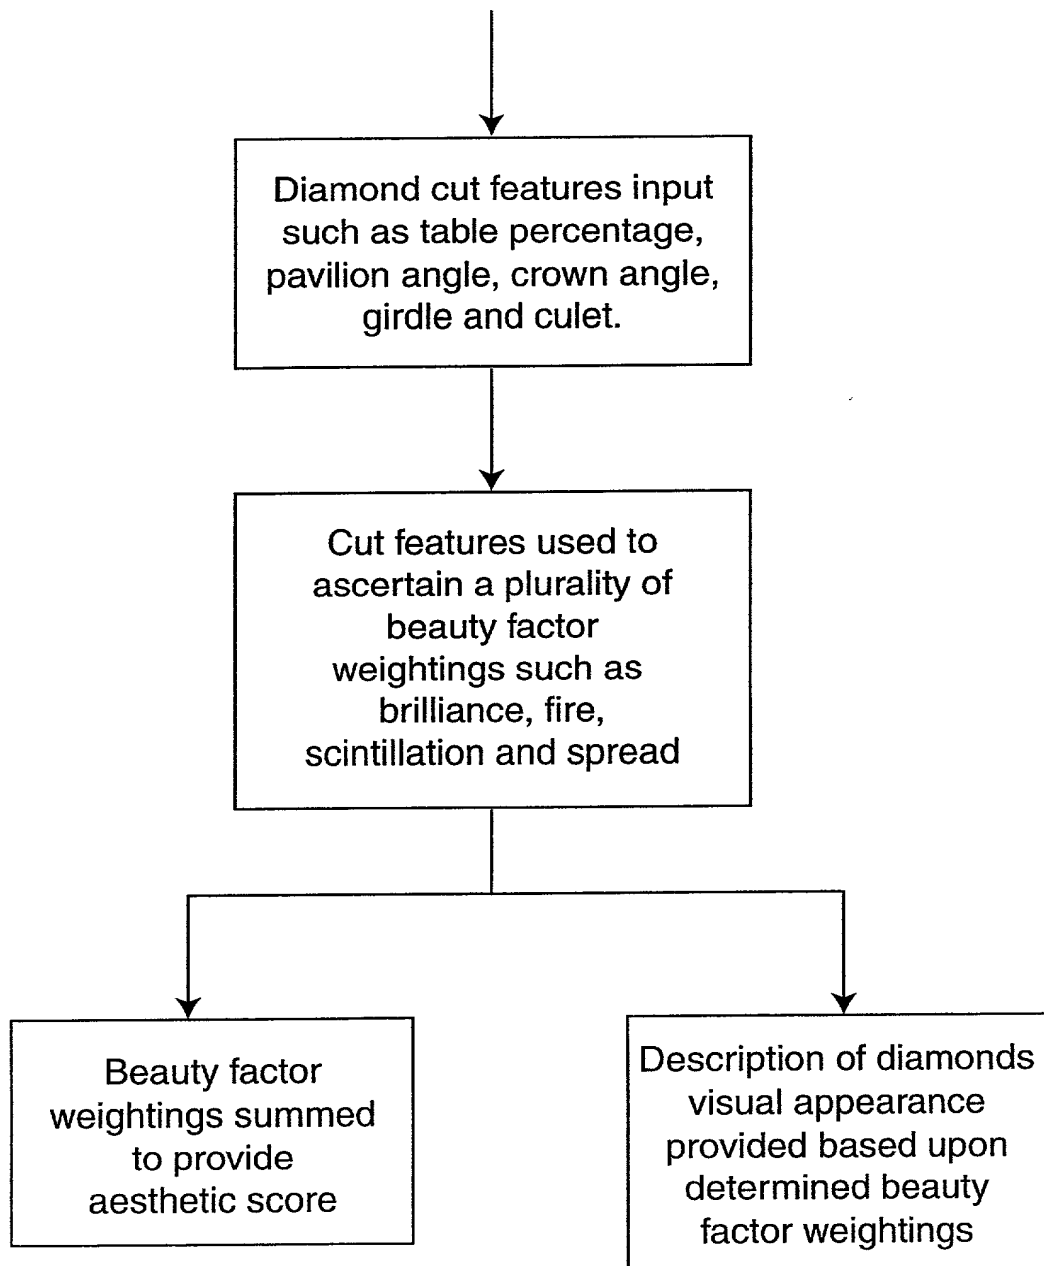 Diamond cut features input
such as table percentage,
pavilion angle, crown angle,
girdle and culet.
Cut features used to
ascertain a plurality of
beauty factor
weightings such as
brilliance, fire,
scintillation and spread
Beauty factor
weightings summed
to provide
aesthetic score
Description of diamonds
visual appearance
provided based upon
determined beauty
factor weightings